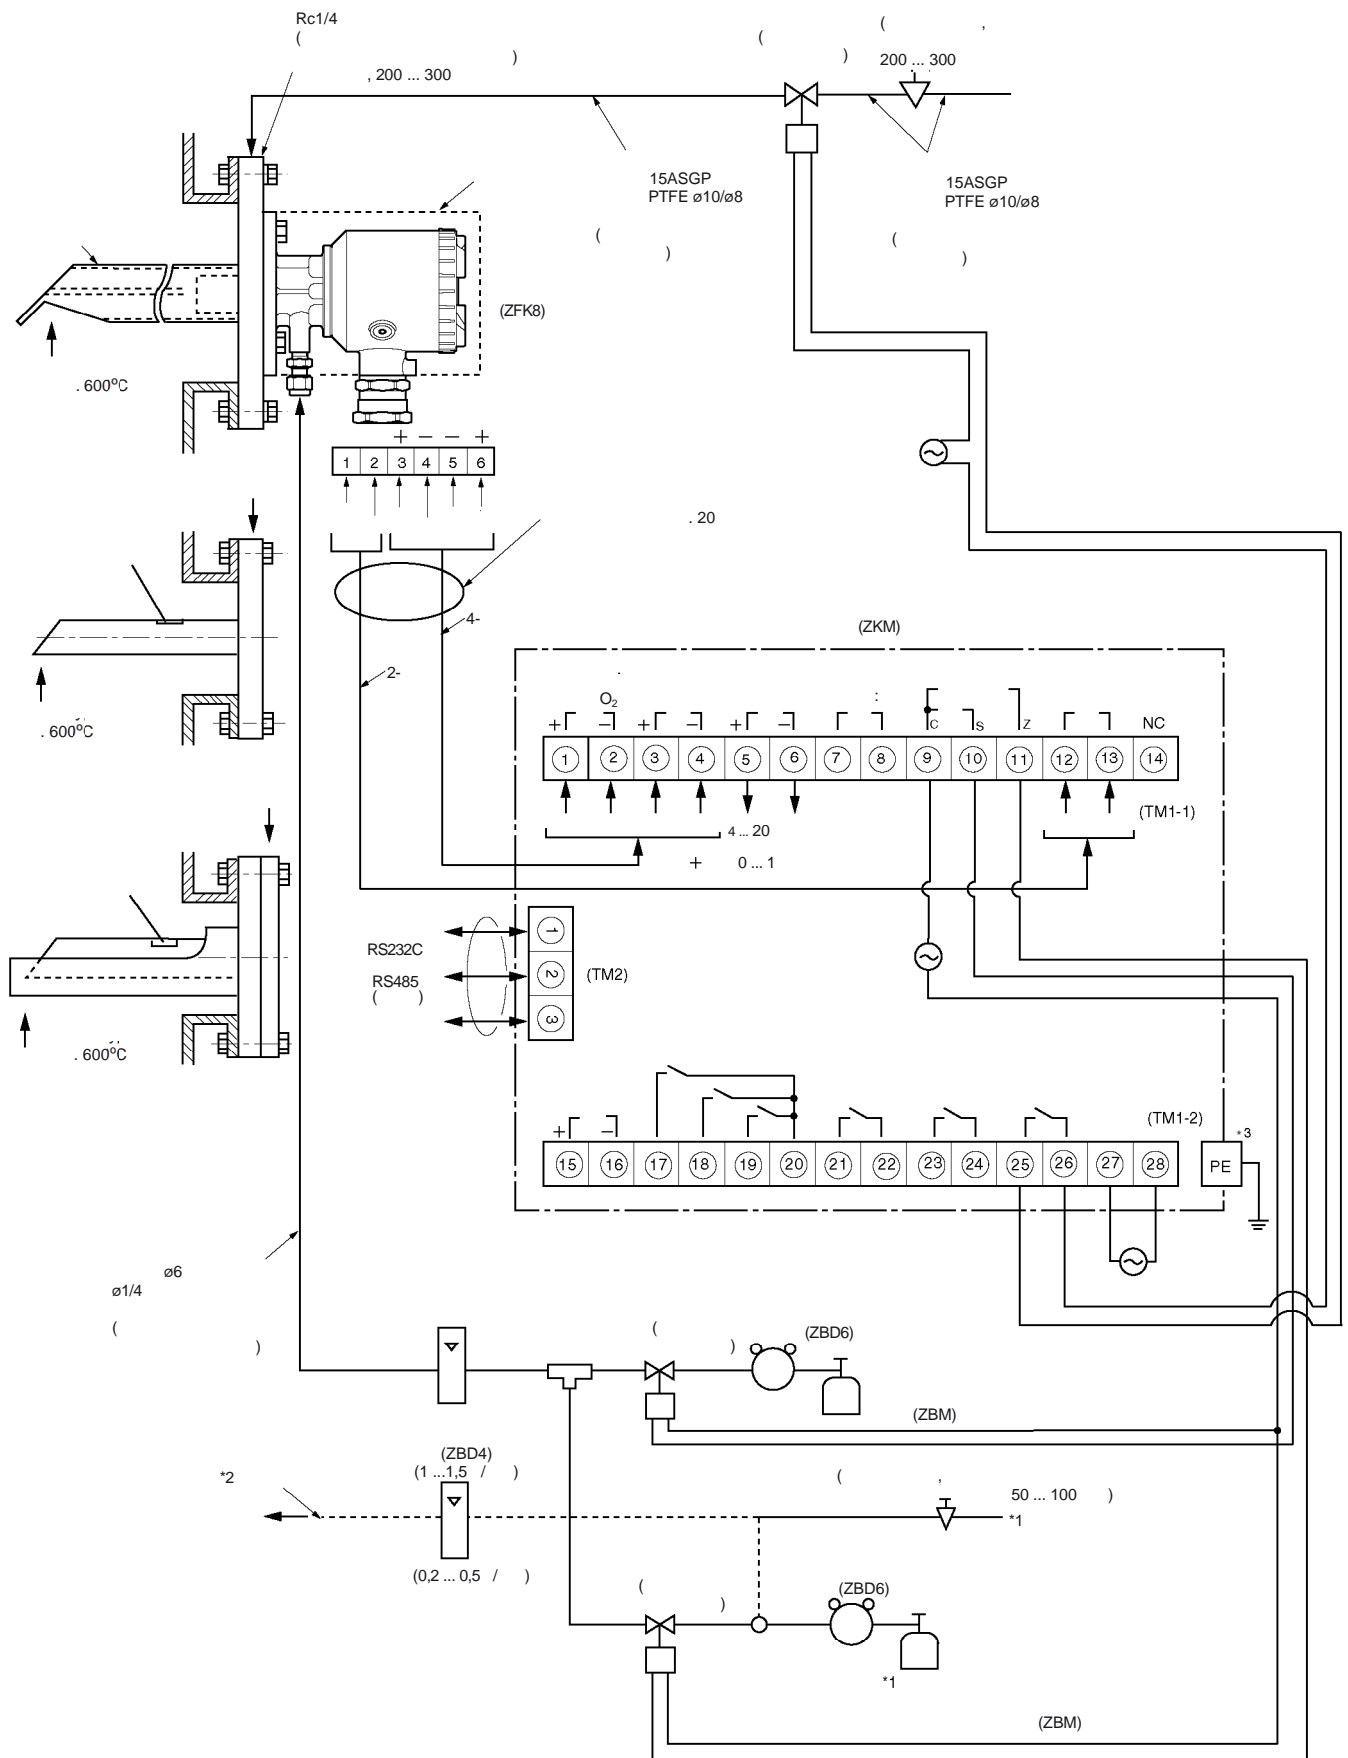 Rc1/4
(
)
, 200 ... 300
(
)
( ,
200 ... 300
15ASGP
PTFE ø10/ø8
(
)
15ASGP
PTFE ø10/ø8
(
)
(ZFK8)
. 600°C
+ − − +
1 2 3 4 5 6
. 20
4-
2-
. 600°C
(ZKM)
.
O₂
:
+ − + − + − C S Z NC
1 2 3 4 5 6 7 8 9 10 11 12 13 14
(TM1-1)
4 ... 20
+ 0 ... 1
RS232C
RS485
( )
1
2
3
(TM2)
. 600°C
(TM1-2)
+ −
15 16 17 18 19 20 21 22 23 24 25 26 27 28
*3
PE
ø6
ø1/4
(
)
(
)
(ZBD6)
(ZBM)
(ZBD4)
(1 ...1,5 / )
*2
( ,
50 ... 100 )
*1
(0,2 ... 0,5 / )
(
)
(ZBD6)
*1
(ZBM)